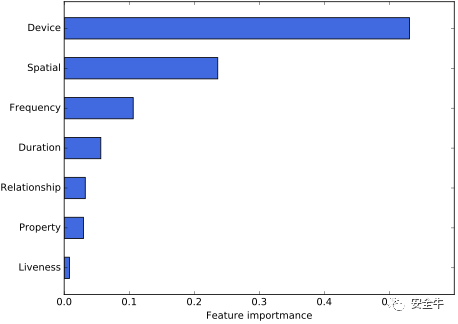 Device
Spatial
Frequency
Duration
Relationship
Property
Liveness
0.0 0.1 0.2 0.3 0.4
Feature improtmance
安全牛